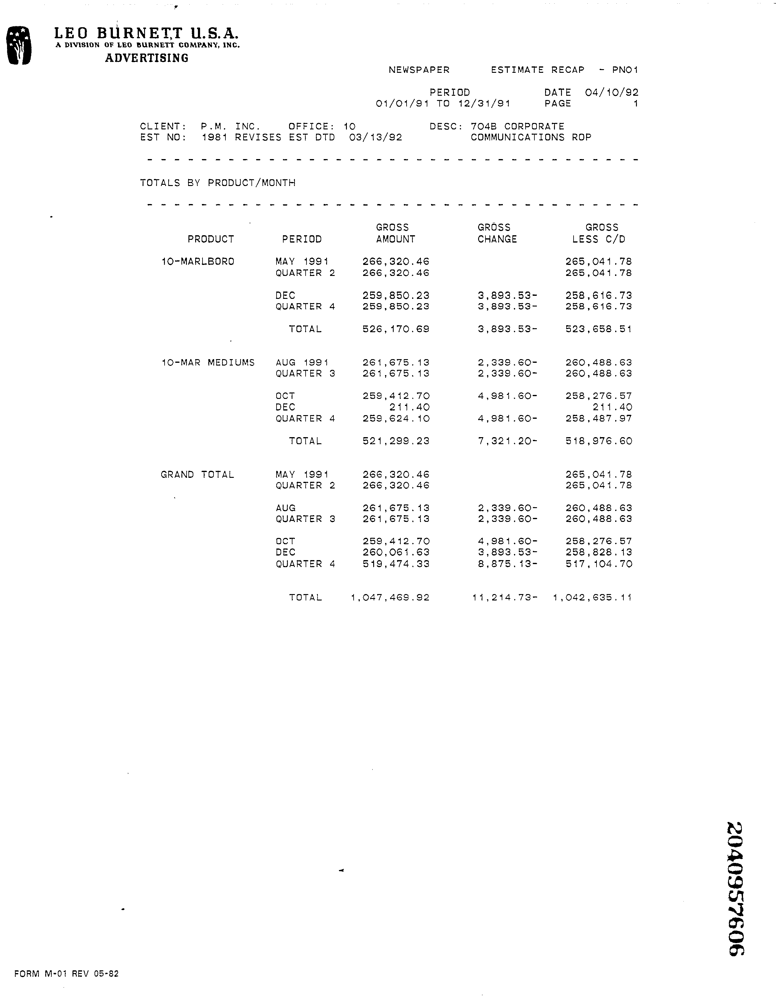 LEO BURNETT U.S.A.
A DIVISION OF LEO BURNETT COMPANY, INC.
ADVERTISING
NEWSPAPER ESTIMATE RECAP - PNO1
PERIOD DATE 04/10/92
01/01/91 TO 12/31/91 PAGE 1
CLIENT: P.M. INC. OFFICE: 10 DESC: 704B CORPORATE
EST NO: 1981 REVISES EST DTD 03/13/92 COMMUNICATIONS ROP
- - - - - - - - - - - - - - - - - - - - - - - - - - - - - - - - - - - - -
TOTALS BY PRODUCT/MONTH
- - - - - - - - - - - - - - - - - - - - - - - - - - - - - - - - - - - - -
GROSS GROSS GROSS
PRODUCT PERIOD AMOUNT CHANGE LESS C/D
10-MARLBORO MAY 1991 266,320.46 265,041.78
QUARTER 2 266,320.46 265,041.78
DEC 259,850.23 3,893.53- 258,616.73
QUARTER 4 259,850.23 3,893.53- 258,616.73
TOTAL 526,170.69 3,893.53- 523,658.51
10-MAR MEDIUMS AUG 1991 261,675.13 2,339.60- 260,488.63
QUARTER 3 261,675.13 2,339.60- 260,488.63
OCT 259,412.70 4,981.60- 258,276.57
DEC 211.40 211.40
QUARTER 4 259,624.10 4,981.60- 258,487.97
TOTAL 521,299.23 7,321.20- 518,976.60
GRAND TOTAL MAY 1991 266,320.46 265,041.78
QUARTER 2 266,320.46 265,041.78
AUG 261,675.13 2,339.60- 260,488.63
QUARTER 3 261,675.13 2,339.60- 260,488.63
OCT 259,412.70 4,981.60- 258,276.57
DEC 260,061.63 3,893.53- 258,828.13
QUARTER 4 519,474.33 8,875.13- 517,104.70
TOTAL 1,047,469.92 11,214.73- 1,042,635.11
2040957606
FORM M-01 REV 05-82